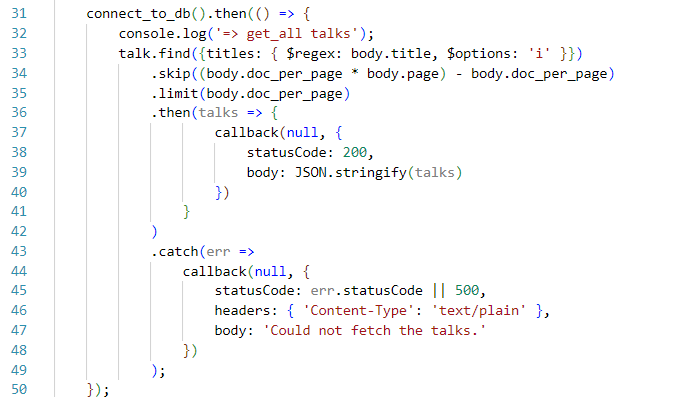 31 connect_to_db().then(() => {
32 console.log('=> get_all talks');
33 talk.find({titles: { $regex: body.title, $options: 'i' }})
34 .skip((body.doc_per_page * body.page) - body.doc_per_page)
35 .limit(body.doc_per_page)
36 .then(talks => {
37 callback(null, {
38 statusCode: 200,
39 body: JSON.stringify(talks)
40 })
41 }
42 )
43 .catch(err =>
44 callback(null, {
45 statusCode: err.statusCode || 500,
46 headers: { 'Content-Type': 'text/plain' },
47 body: 'Could not fetch the talks.'
48 })
49 );
50 });